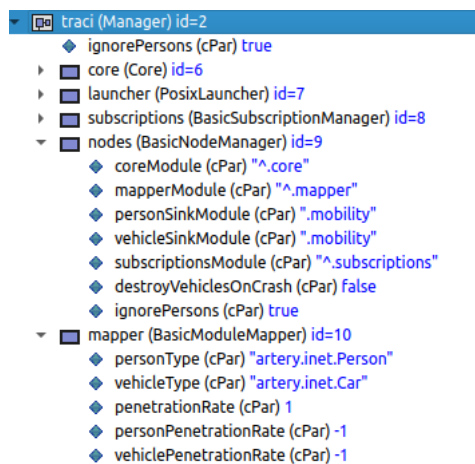 traci (Manager) id=2
ignorePersons (cPar) true
core (Core) id=6
launcher (PosixLauncher) id=7
subscriptions (BasicSubscriptionManager) id=8
nodes (BasicNodeManager) id=9
coreModule (cPar) "^.core"
mapperModule (cPar) "^.mapper"
personSinkModule (cPar) ".mobility"
vehicleSinkModule (cPar) ".mobility"
subscriptionsModule (cPar) "^.subscriptions"
destroyVehiclesOnCrash (cPar) false
ignorePersons (cPar) true
mapper (BasicModuleMapper) id=10
personType (cPar) "artery.inet.Person"
vehicleType (cPar) "artery.inet.Car"
penetrationRate (cPar) 1
personPenetrationRate (cPar) -1
vehiclePenetrationRate (cPar) -1